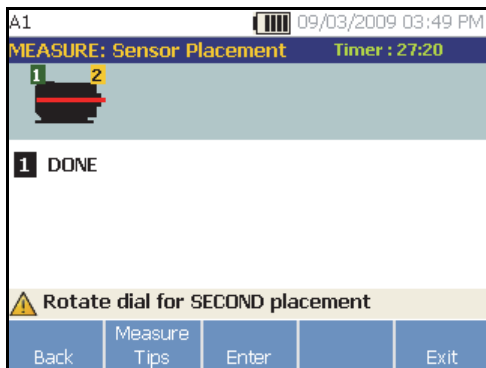 A1 09/03/2009 03:49 PM
MEASURE: Sensor Placement Timer : 27:20
1 2
1 DONE
Rotate dial for SECOND placement
Back Measure Tips Enter Exit